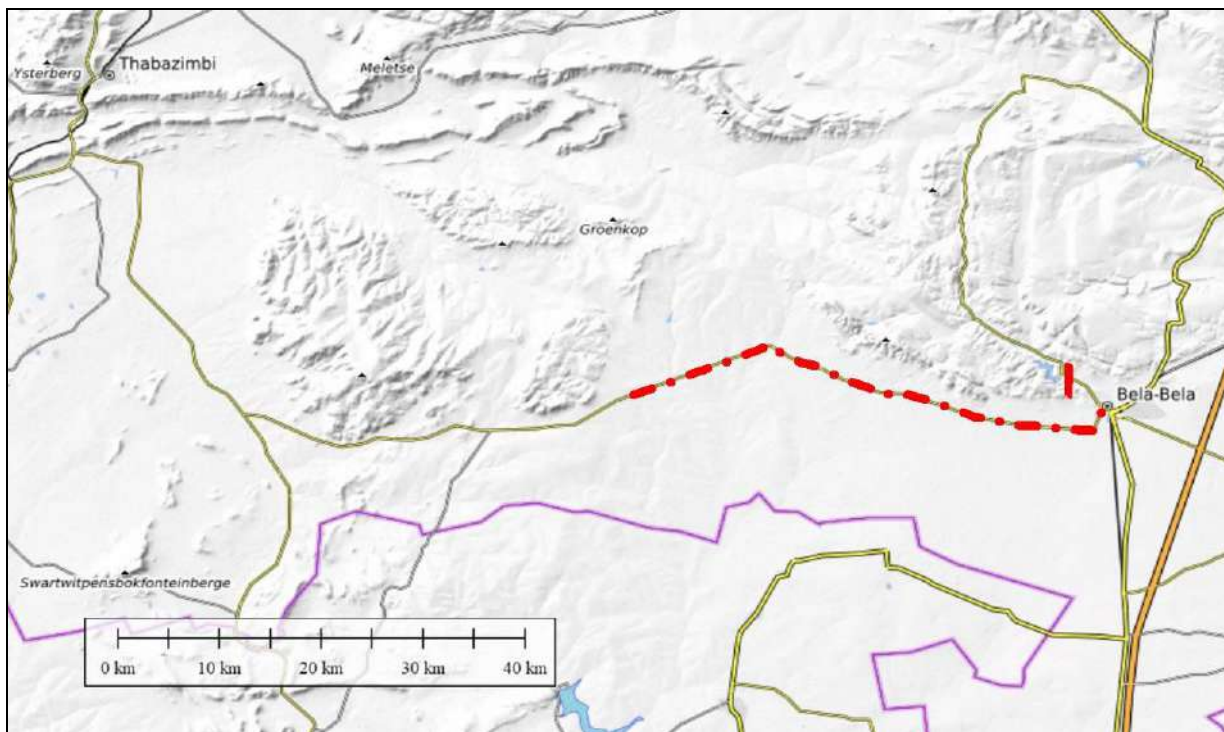 Thabazimbi
Ysterberg
Meletse
Groenkop
Bela-Bela
Swartwitpensbokfonteinberge
0 km 10 km 20 km 30 km 40 km